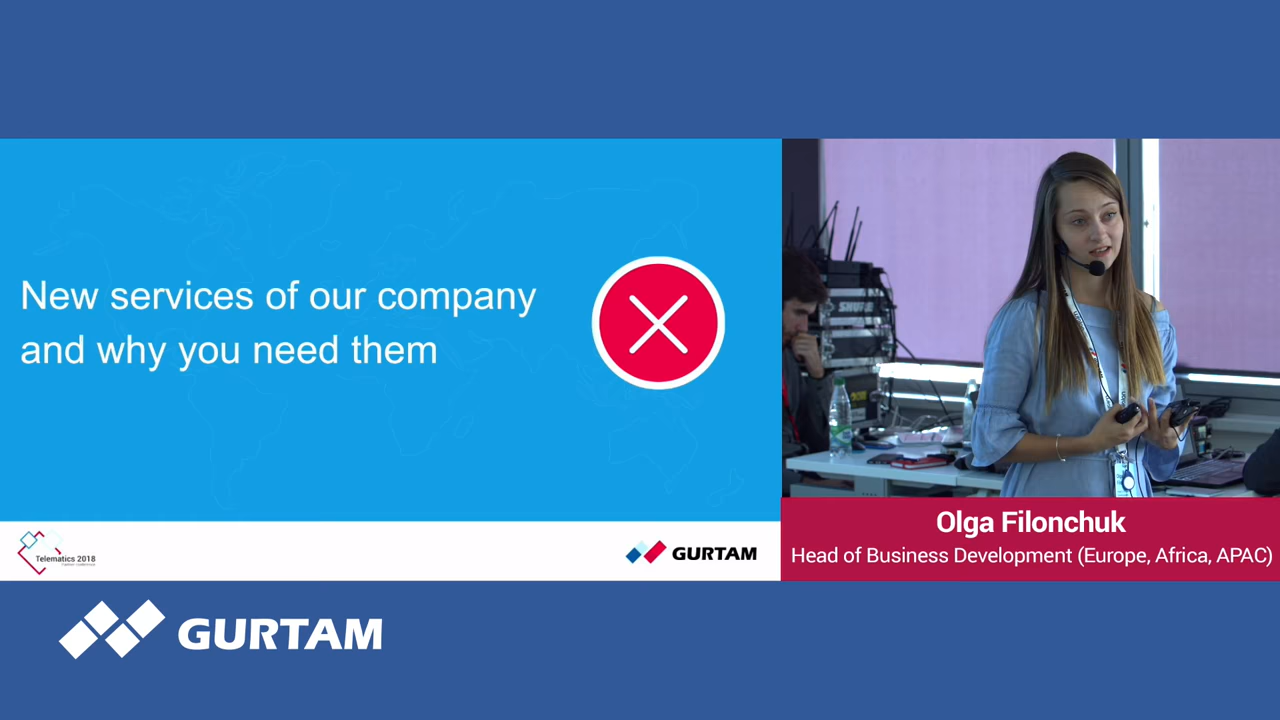 New services of our company
and why you need them
SHURE
Telematics 2018
GURTAM
Olga Filonchuk
Head of Business Development (Europe, Africa, APAC)
GURTAM